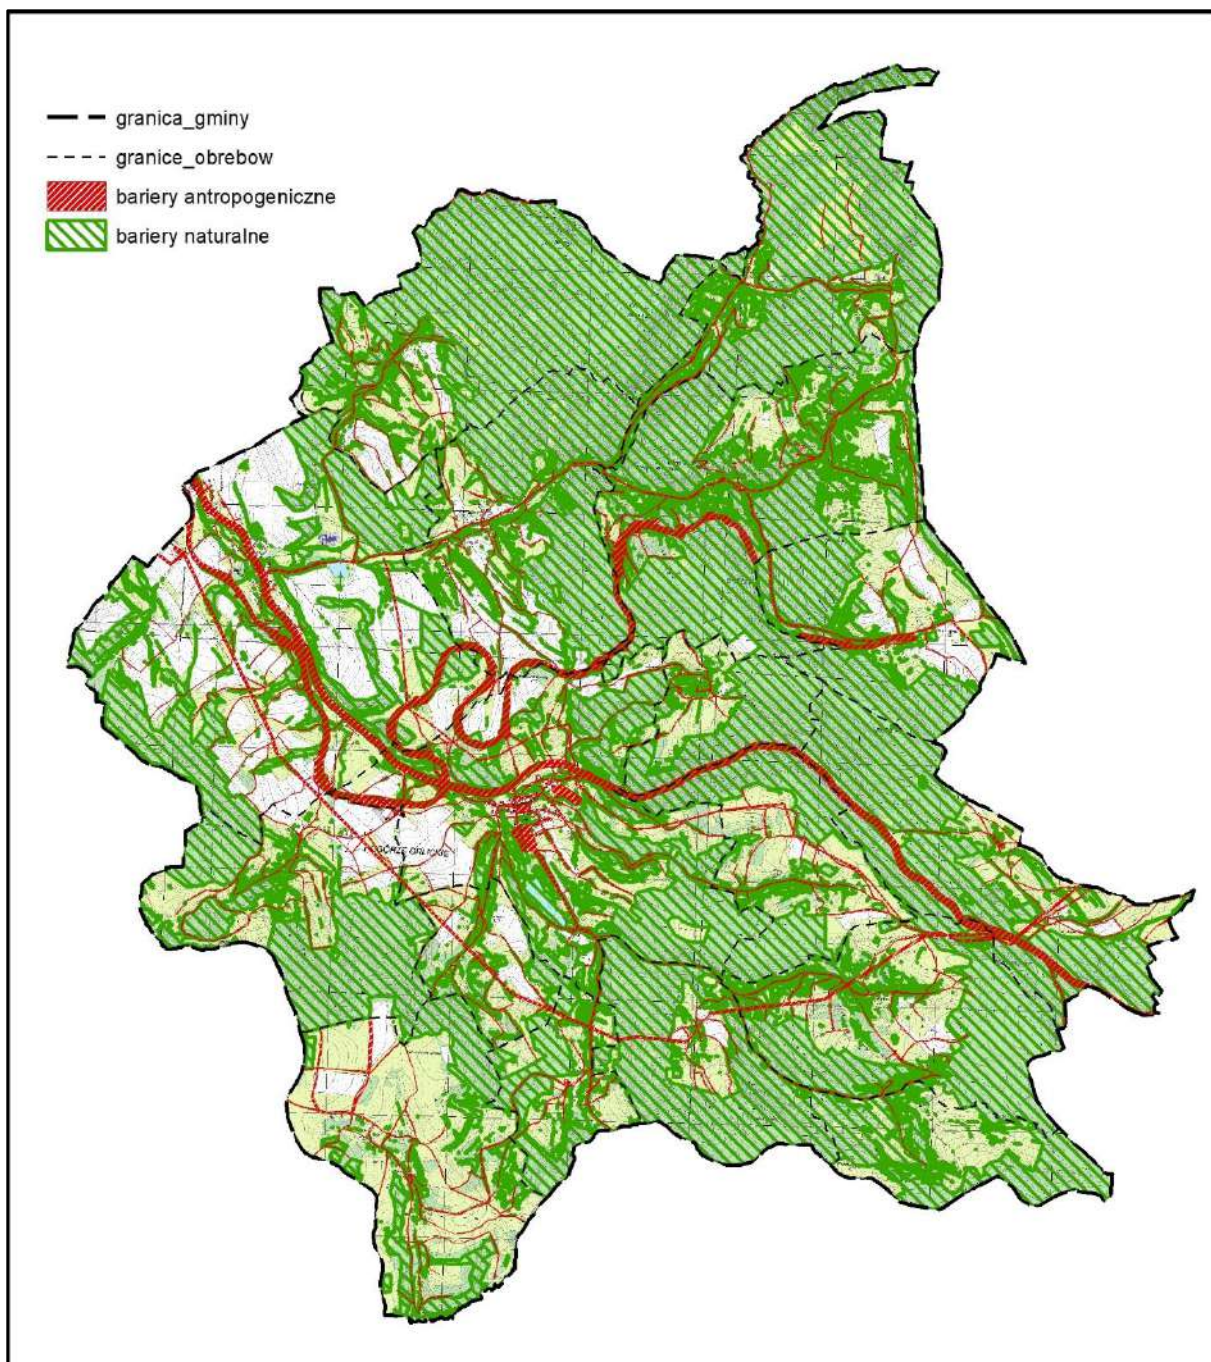 granica_gminy
granice_obrebow
bariery antropogeniczne
bariery naturalne